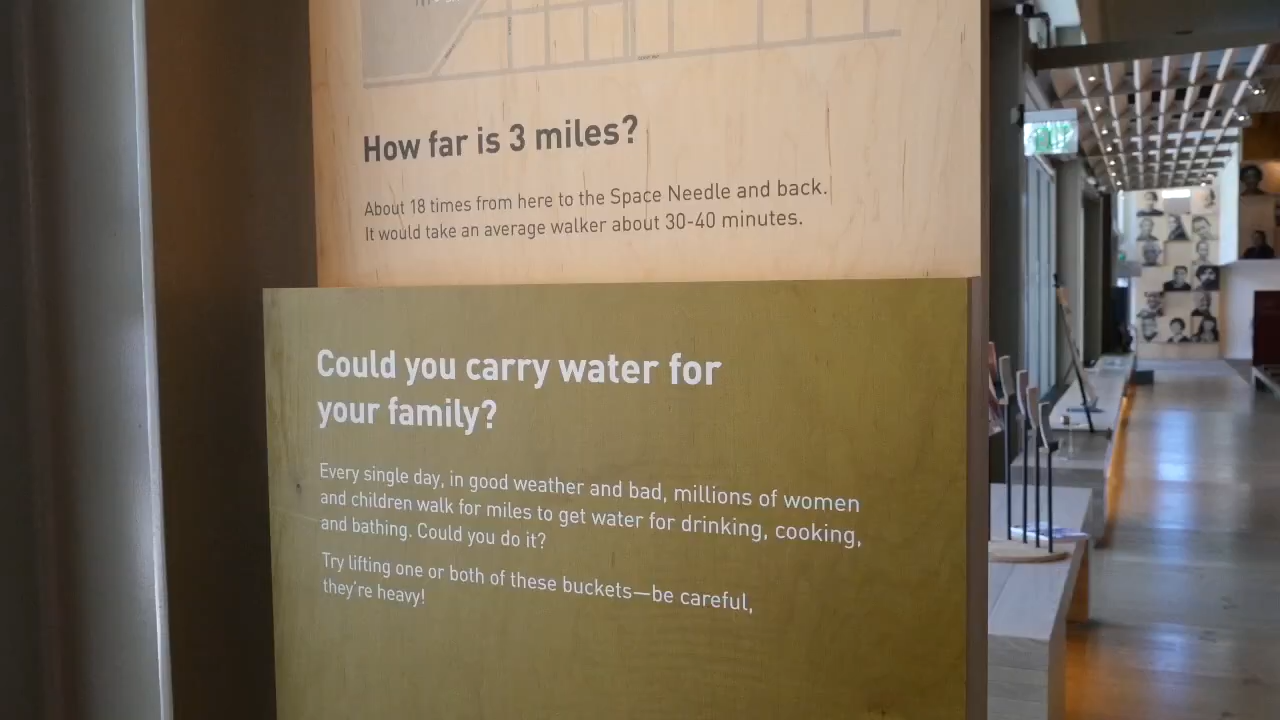 How far is 3 miles?
About 18 times from here to the Space Needle and back.
It would take an average walker about 30-40 minutes.
Could you carry water for
your family?
Every single day, in good weather and bad, millions of women
and children walk for miles to get water for drinking, cooking,
and bathing. Could you do it?
Try lifting one or both of these buckets—be careful,
they're heavy!